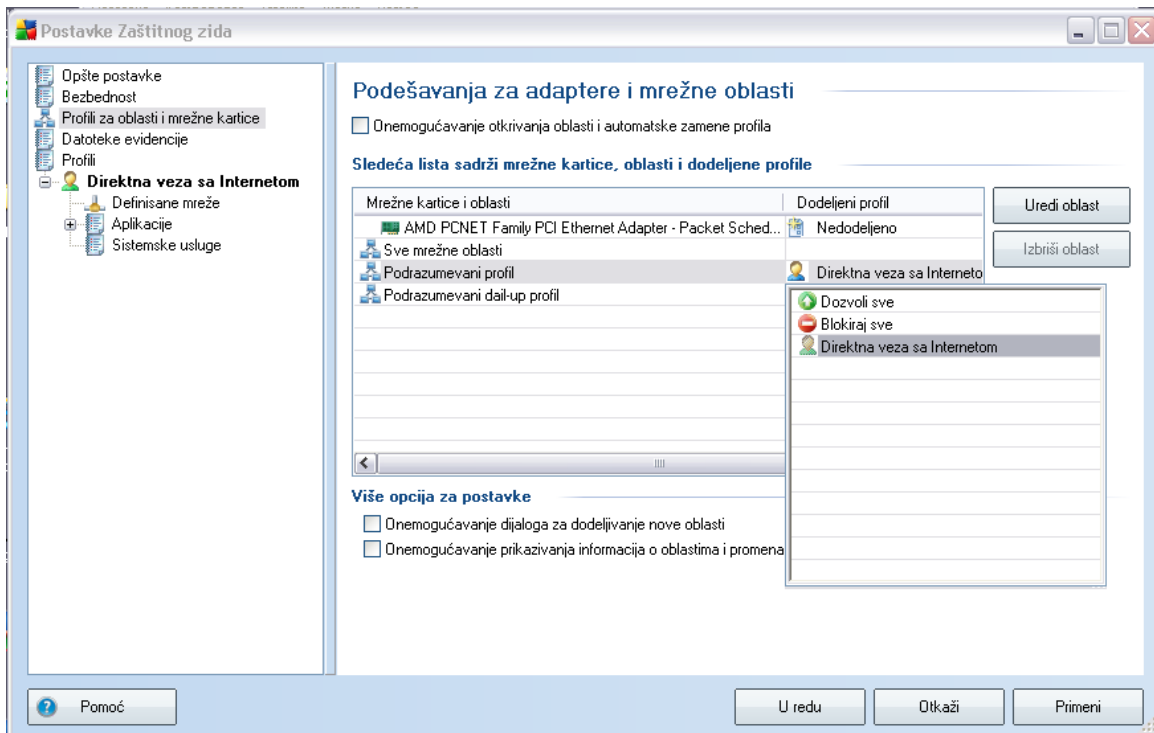 Postavke Zaštitnog zida
Opšte postavke
Bezbednost
Profili za oblasti i mrežne kartice
Datoteke evidencije
Profili
Direktna veza sa Internetom
Definisane mreže
Aplikacije
Sistemske usluge
Podešavanja za adaptere i mrežne oblasti
Onemogućavanje otkrivanja oblasti i automatske zamene profila
Sledeća lista sadrži mrežne kartice, oblasti i dodeljene profile
Mrežne kartice i oblasti Dodeljeni profil
AMD PCNET Family PCI Ethernet Adapter - Packet Sched... Nedodeljeno
Sve mrežne oblasti
Podrazumevani profil Direktna veza sa Interneto
Podrazumevani dail-up profil
Dozvoli sve
Blokiraj sve
Direktna veza sa Internetom
Uredi oblast
Izbriši oblast
Više opcija za postavke
Onemogućavanje dijaloga za dodeljivanje nove oblasti
Onemogućavanje prikazivanja informacija o oblastima i promena
Pomoć
U redu
Otkaži
Primeni